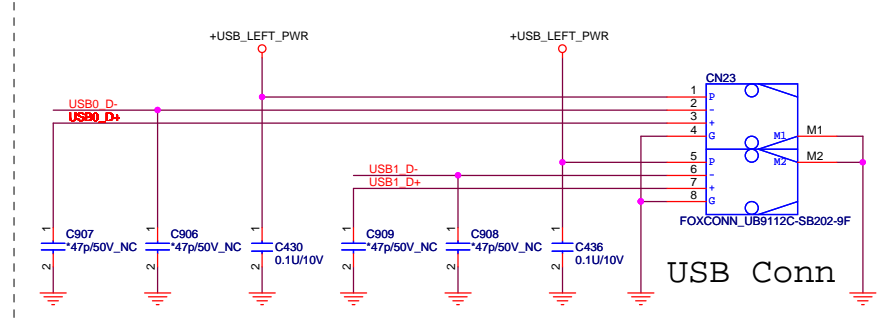 +USB_LEFT_PWR
+USB_LEFT_PWR
CN23
USB0_D-
USB0_D+
1
2
3
4
P
-
+
G
M1
M1
USB1_D-
USB1_D+
5
6
7
8
P
-
+
G
M2
M2
FOXCONN_UB9112C-SB202-9F
1
C907
*47p/50V_NC
2
1
C906
*47p/50V_NC
2
1
C430
0.1U/10V
2
1
C909
*47p/50V_NC
2
1
C908
*47p/50V_NC
2
1
C436
0.1U/10V
2
USB Conn